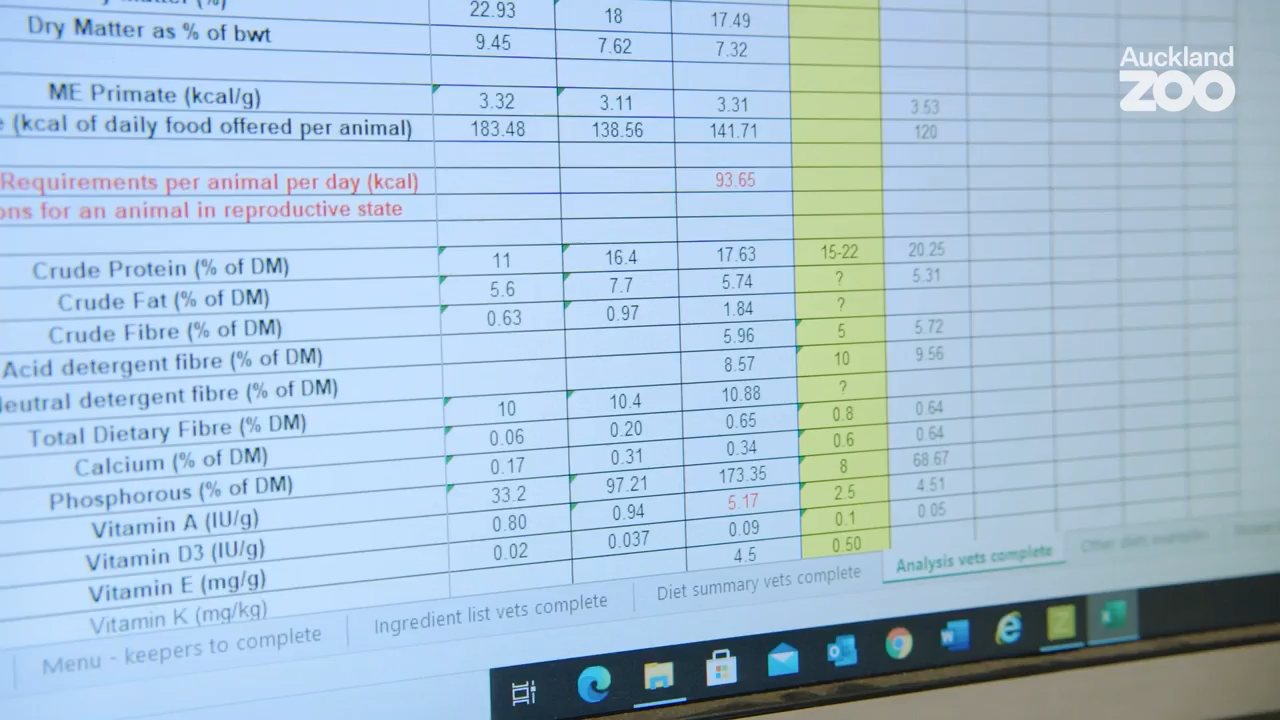 22.93 18 17.49
Dry Matter as % of bwt 9.45 7.62 7.32
Auckland
ZOO
ME Primate (kcal/g) 3.32 3.11 3.31 3.53
(kcal of daily food offered per animal) 183.48 138.56 141.71 120
Requirements per animal per day (kcal) 93.65
for an animal in reproductive state
Crude Protein (% of DM) 11 16.4 17.63 15-22 20.25
Crude Fat (% of DM) 5.6 7.7 5.74 ? 5.31
Crude Fibre (% of DM) 0.63 0.97 1.84 ?
Acid detergent fibre (% of DM) 5.96 5 5.72
eutral detergent fibre (% of DM) 8.57 10 9.56
Total Dietary Fibre (% of DM) 10 10.4 10.88 ?
Calcium (% of DM) 0.06 0.20 0.65 0.8 0.64
Phosphorous (% of DM) 0.17 0.31 0.34 0.6 0.64
Vitamin A (IU/g) 33.2 97.21 173.35 8 68.67
Vitamin D3 (IU/g) 0.80 0.94 5.17 2.5 4.51
Vitamin E (mg/g) 0.02 0.037 0.09 0.1 0.05
Vitamin K (mg/kg) 4.5 0.50
Menu - keepers to complete Ingredient list vets complete Diet summary vets complete Analysis vets complete Other diets examples